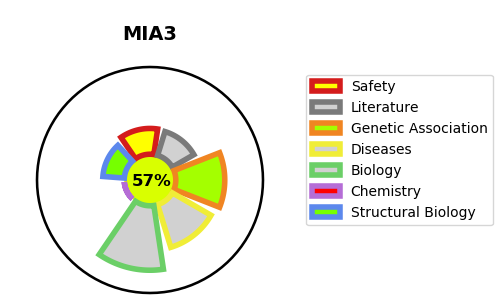 MIA3
57%
Safety
Literature
Genetic Association
Diseases
Biology
Chemistry
Structural Biology